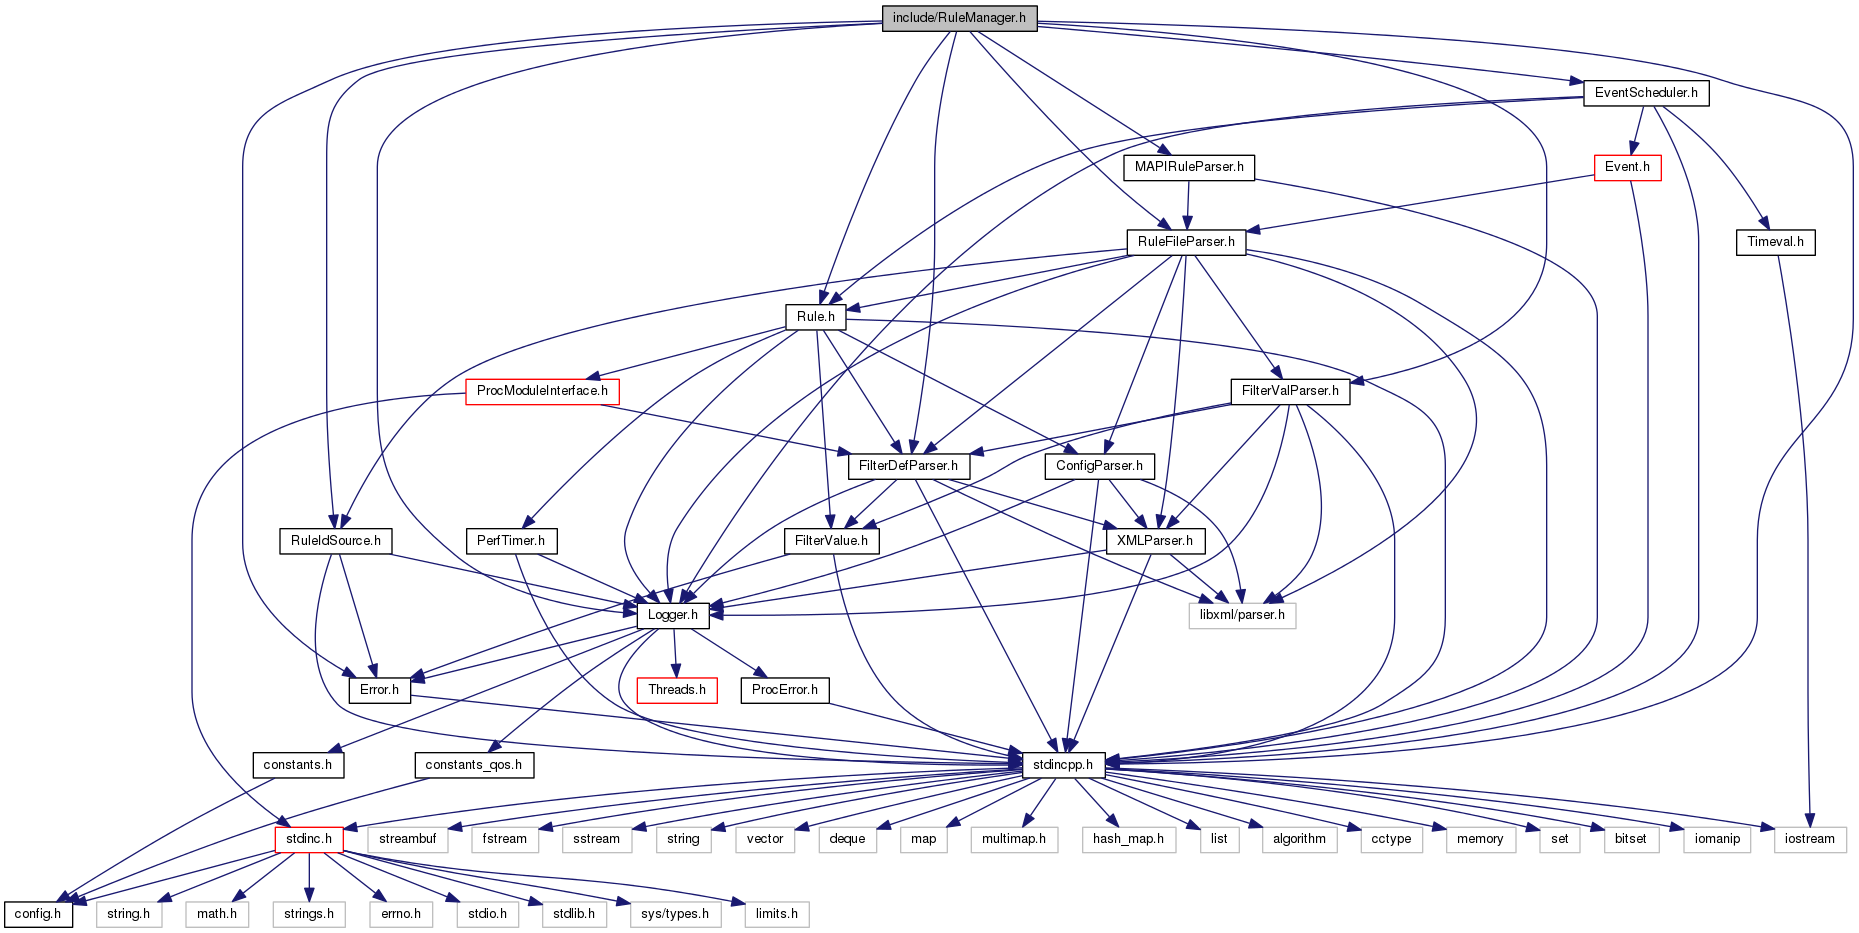 include/RuleManager.h
EventScheduler.h
MAPIRuleParser.h
Event.h
RuleFileParser.h
Timeval.h
Rule.h
ProcModuleInterface.h
FilterValParser.h
FilterDefParser.h
ConfigParser.h
RuleIdSource.h
PerfTimer.h
FilterValue.h
XMLParser.h
Logger.h
libxml/parser.h
Error.h
Threads.h
ProcError.h
constants.h
constants_qos.h
stdincpp.h
stdinc.h
streambuf
fstream
sstream
string
vector
deque
map
multimap.h
hash_map.h
list
algorithm
cctype
memory
set
bitset
iomanip
iostream
config.h
string.h
math.h
strings.h
errno.h
stdio.h
stdlib.h
sys/types.h
limits.h